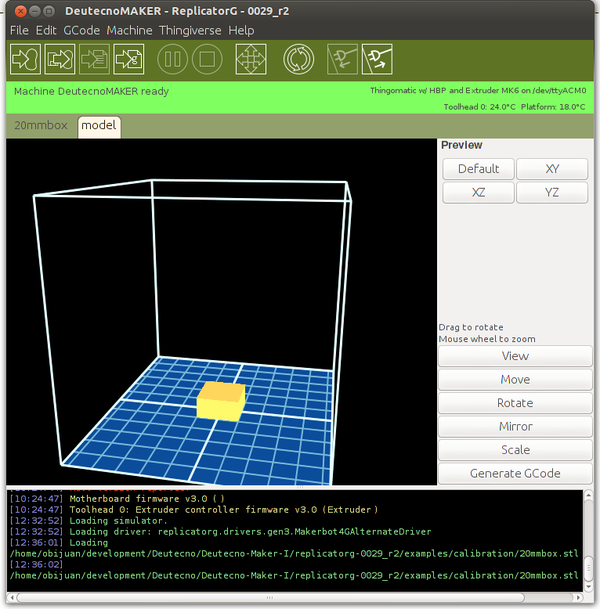 DeutecnoMAKER - ReplicatorG - 0029_r2
File Edit GCode Machine Thingiverse Help
Machine DeutecnoMAKER ready
Thingomatic w/ HBP and Extruder MK6 on /dev/ttyACM0
Toolhead 0: 24.0°C Platform: 18.0°C
20mmbox model
Preview
Default XY
XZ YZ
Drag to rotate
Mouse wheel to zoom
View
Move
Rotate
Mirror
Scale
Generate GCode
[10:24:47] Motherboard firmware v3.0 ()
[10:24:47] Toolhead 0: Extruder controller firmware v3.0 (Extruder)
[12:32:52] Loading simulator.
[12:32:52] Loading driver: replicatorg.drivers.gen3.Makerbot4GAlternateDriver
[12:36:01] Loading
/home/obijuan/development/Deutecno/Deutecno-Maker-I/replicatorg-0029_r2/examples/calibration/20mmbox.stl
[12:36:02]
/home/obijuan/development/Deutecno/Deutecno-Maker-I/replicatorg-0029_r2/examples/calibration/20mmbox.stl